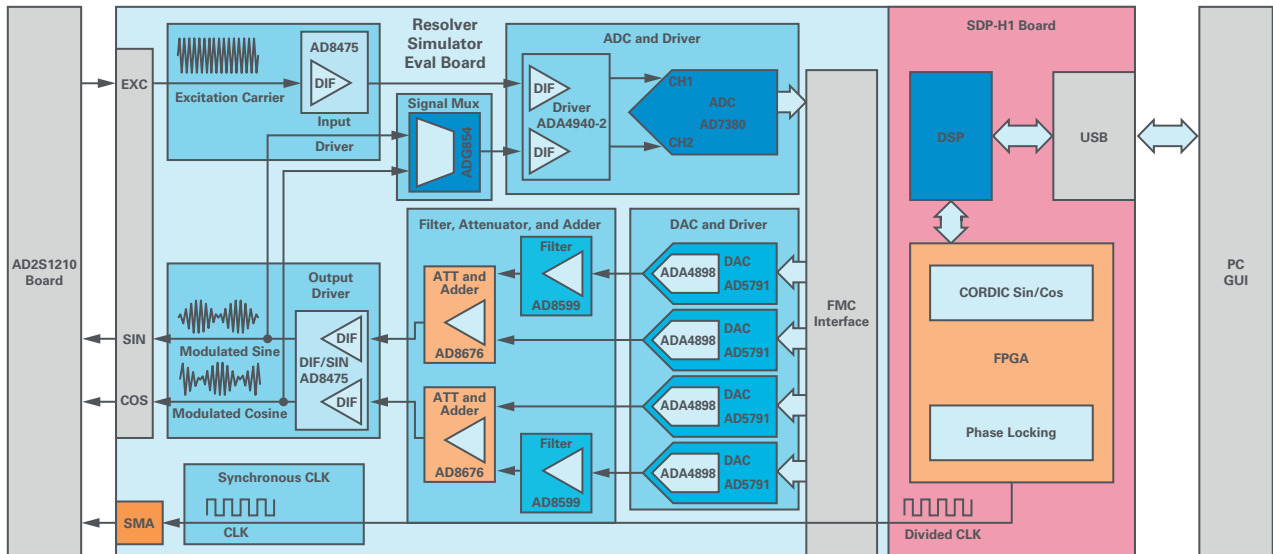 AD2S1210
Board
EXC
SIN
COS
SMA
Resolver
Simulator
Eval Board
Excitation Carrier
AD8475
DIF
Input
Driver
Signal Mux
ADG854
ADC and Driver
DIF
Driver
ADA4940-2
DIF
CH1
ADC
AD7380
CH2
Filter, Attenuator, and Adder
Filter
AD8599
ATT and
Adder
AD8676
ATT and
Adder
AD8676
Filter
AD8599
DAC and Driver
ADA4898
DAC
AD5791
ADA4898
DAC
AD5791
ADA4898
DAC
AD5791
ADA4898
DAC
AD5791
Output
Driver
Modulated Sine
Modulated Cosine
DIF
DIF/SIN
AD8475
DIF
Synchronous CLK
CLK
FMC
Interface
SDP-H1 Board
DSP
USB
CORDIC Sin/Cos
FPGA
Phase Locking
Divided CLK
PC
GUI